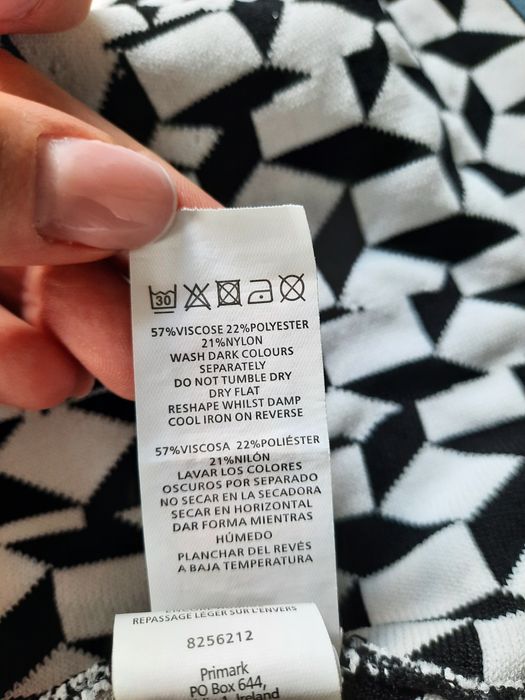 30
57%VISCOSE 22%POLYESTER
21%NYLON
WASH DARK COLOURS
SEPARATELY
DO NOT TUMBLE DRY
DRY FLAT
RESHAPE WHILST DAMP
COOL IRON ON REVERSE
57%VISCOSA 22%POLIÉSTER
21%NILÓN
LAVAR LOS COLORES
OSCUROS POR SEPARADO
NO SECAR EN LA SECADORA
SECAR EN HORIZONTAL
DAR FORMA MIENTRAS
HÚMEDO
PLANCHAR DEL REVÉS
A BAJA TEMPERATURA
REPASSAGE LÉGER SUR L'ENVERS
8256212
Primark
PO Box 644,
Ireland